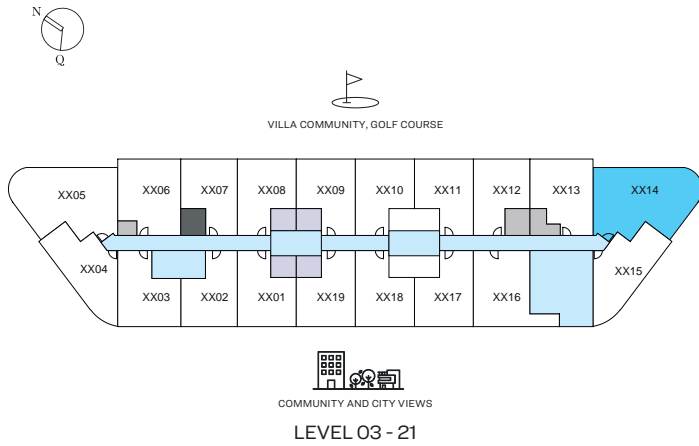 N
Q
VILLA COMMUNITY, GOLF COURSE
XX05 XX06 XX07 XX08 XX09 XX10 XX11 XX12 XX13 XX14
XX04 XX03 XX02 XX01 XX19 XX18 XX17 XX16 XX15
COMMUNITY AND CITY VIEWS
LEVEL 03 - 21